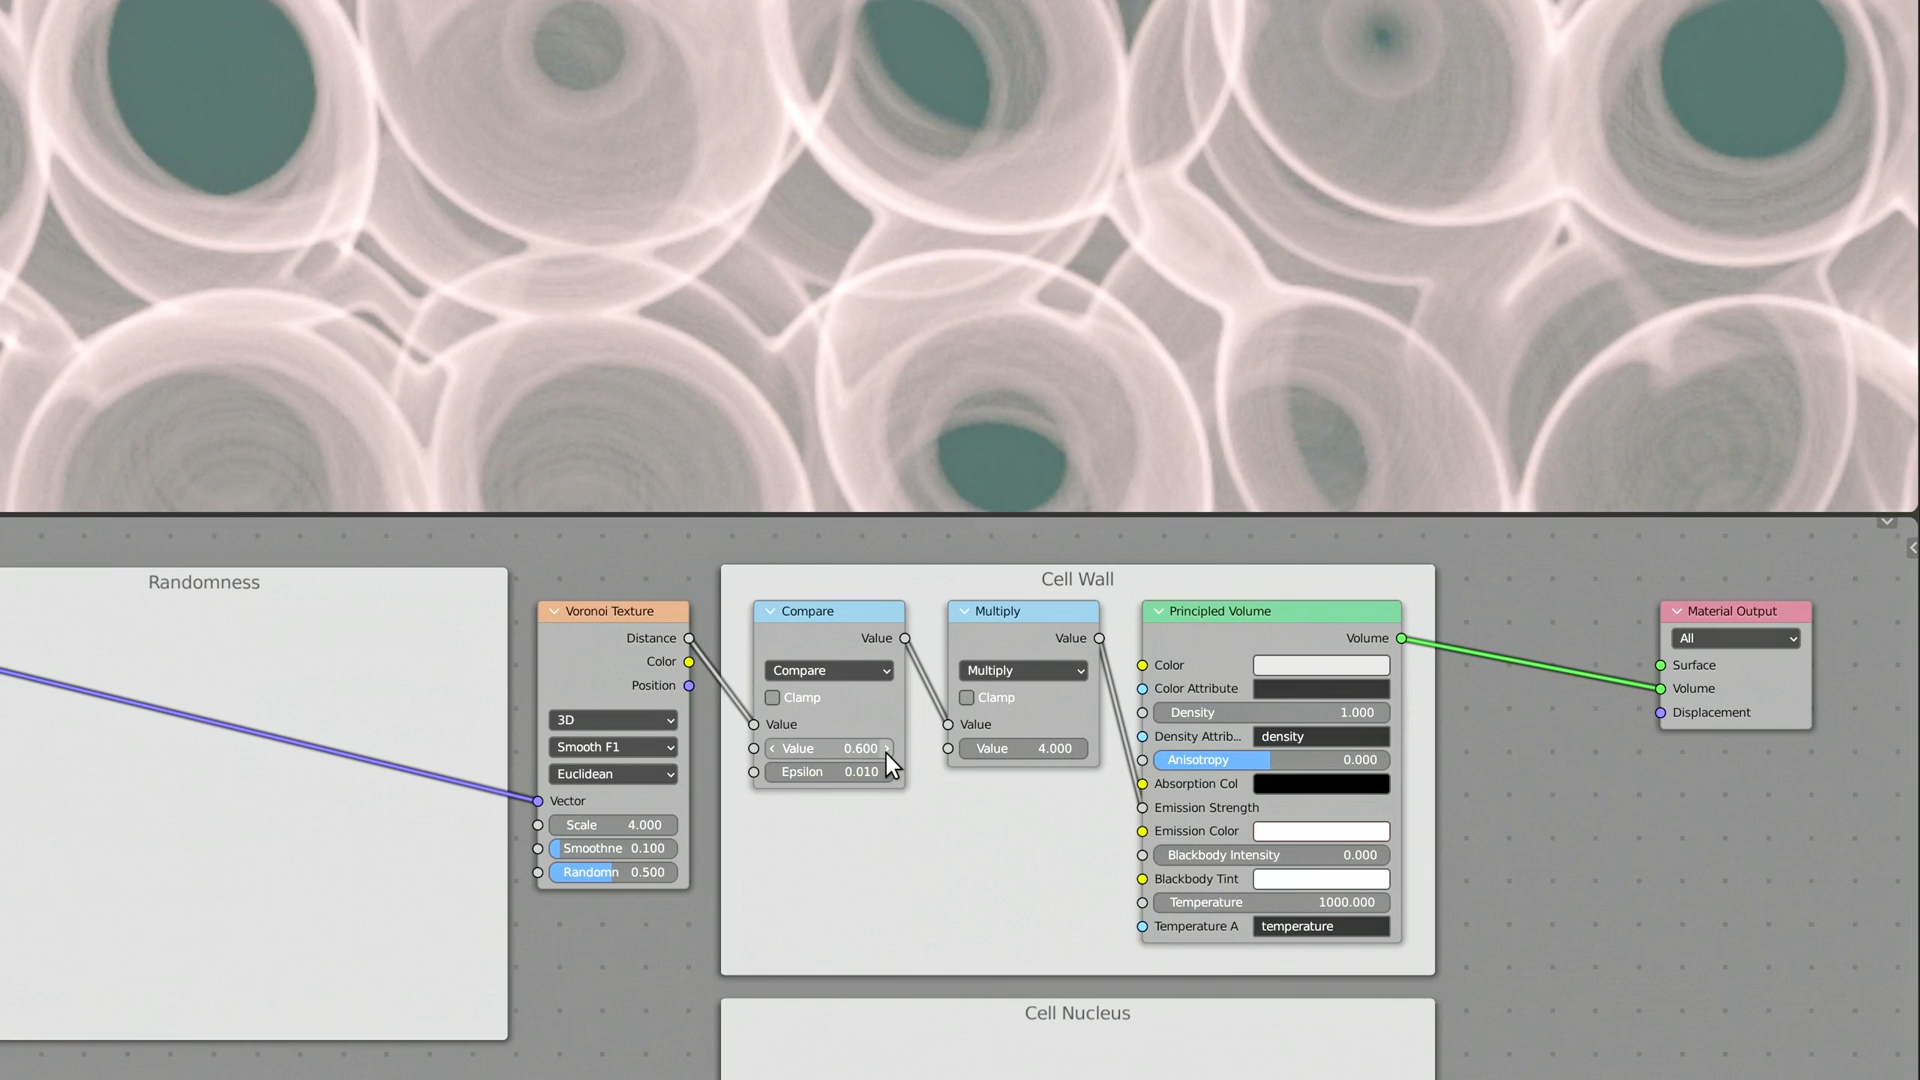 Randomness
Voronoi Texture
Distance
Color
Position
3D
Smooth F1
Euclidean
Vector
Scale 4.000
Smoothne 0.100
Randomn 0.500
Cell Wall
Compare
Value
Compare
Clamp
Value
Value 0.600
Epsilon 0.010
Multiply
Value
Multiply
Clamp
Value
Value 4.000
Principled Volume
Volume
Color
Color Attribute
Density 1.000
Density Attrib... density
Anisotropy 0.000
Absorption Col
Emission Strength
Emission Color
Blackbody Intensity 0.000
Blackbody Tint
Temperature 1000.000
Temperature A temperature
Material Output
All
Surface
Volume
Displacement
Cell Nucleus